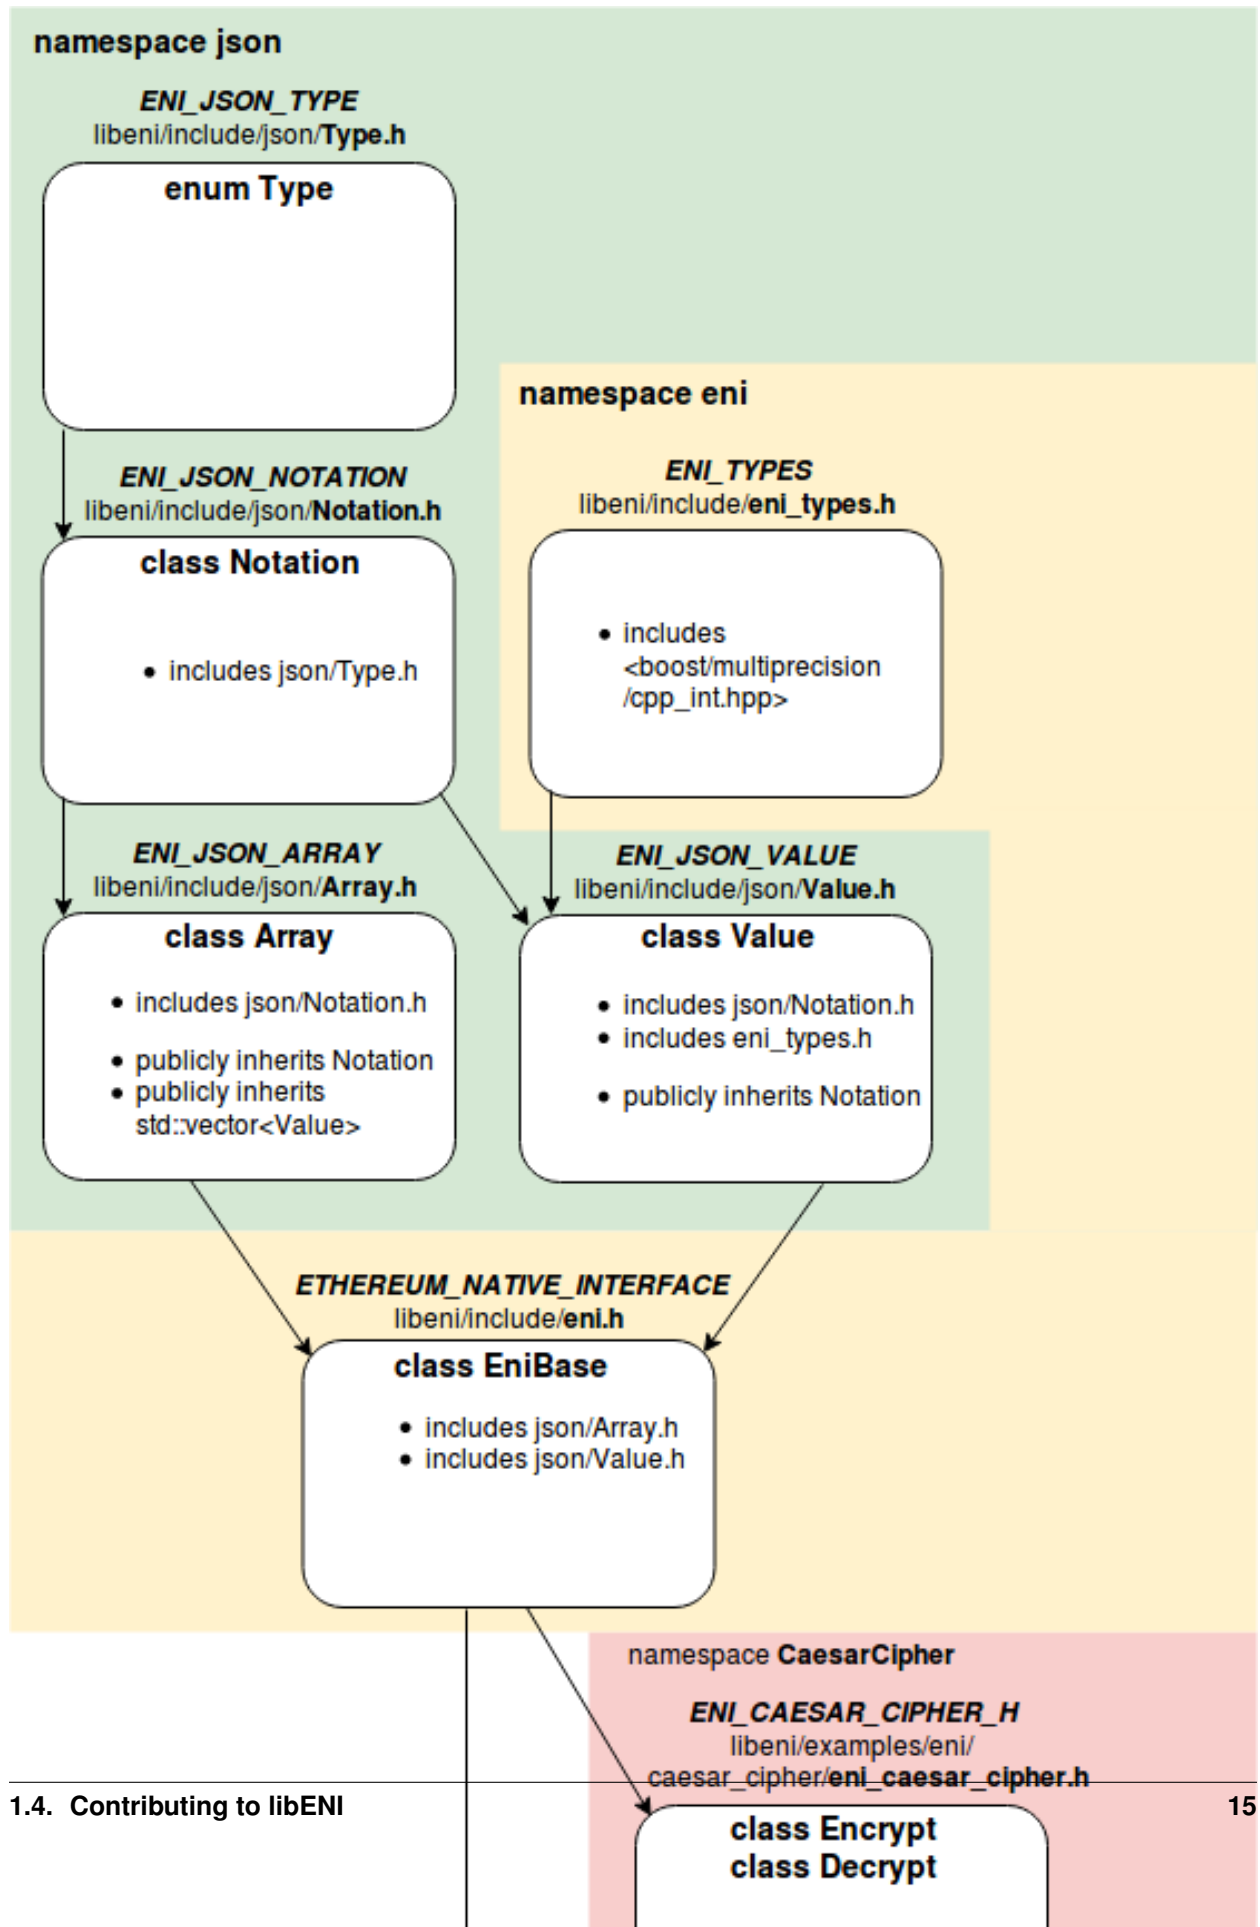 namespace json
ENI_JSON_TYPE
libeni/include/json/Type.h
enum Type
namespace eni
ENI_JSON_NOTATION
libeni/include/json/Notation.h
class Notation
• includes json/Type.h
ENI_TYPES
libeni/include/eni_types.h
• includes
<boost/multiprecision
/cpp_int.hpp>
ENI_JSON_ARRAY
libeni/include/json/Array.h
class Array
• includes json/Notation.h
• publicly inherits Notation
• publicly inherits
std::vector<Value>
ENI_JSON_VALUE
libeni/include/json/Value.h
class Value
• includes json/Notation.h
• includes eni_types.h
• publicly inherits Notation
ETHEREUM_NATIVE_INTERFACE
libeni/include/eni.h
class EniBase
• includes json/Array.h
• includes json/Value.h
namespace CaesarCipher
ENI_CAESAR_CIPHER_H
libeni/examples/eni/
caesar_cipher/eni_caesar_cipher.h
1.4. Contributing to libENI 15
class Encrypt
class Decrypt